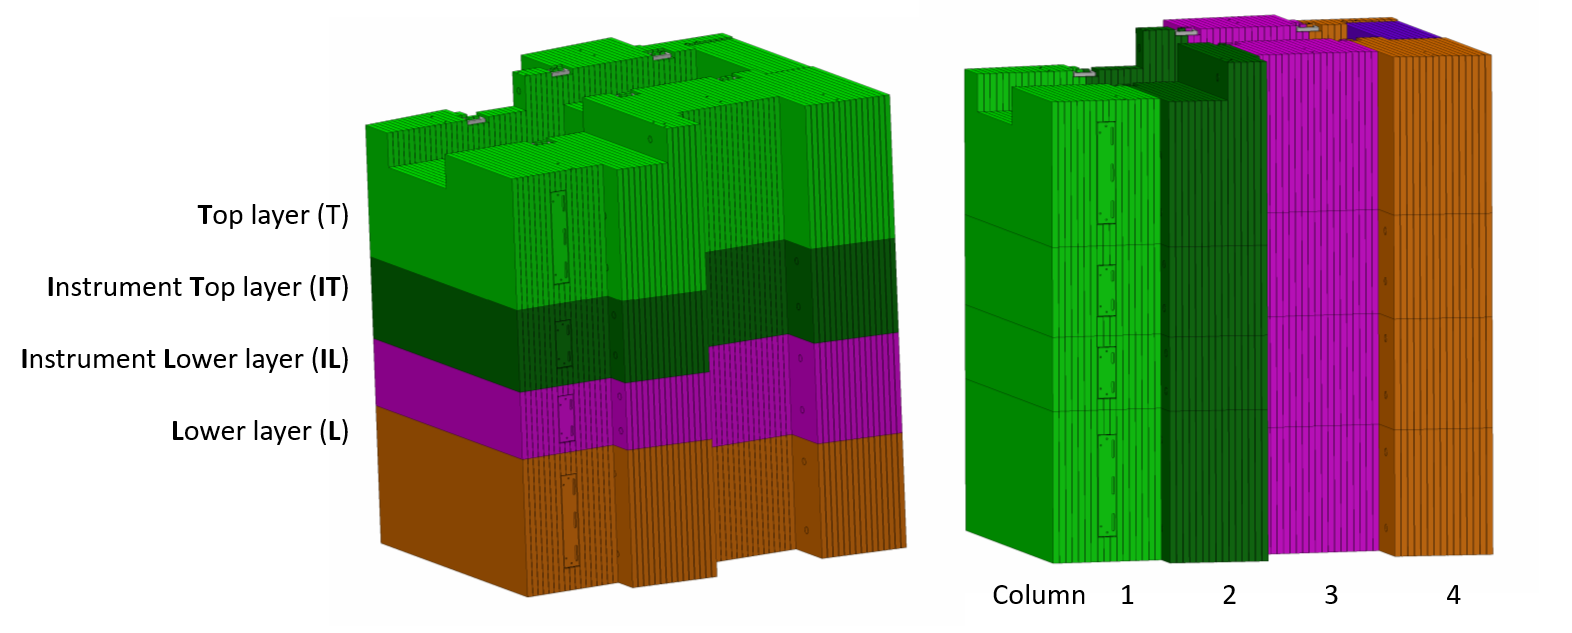 Top layer (T)
Instrument Top layer (IT)
Instrument Lower layer (IL)
Lower layer (L)
Column 1 2 3 4